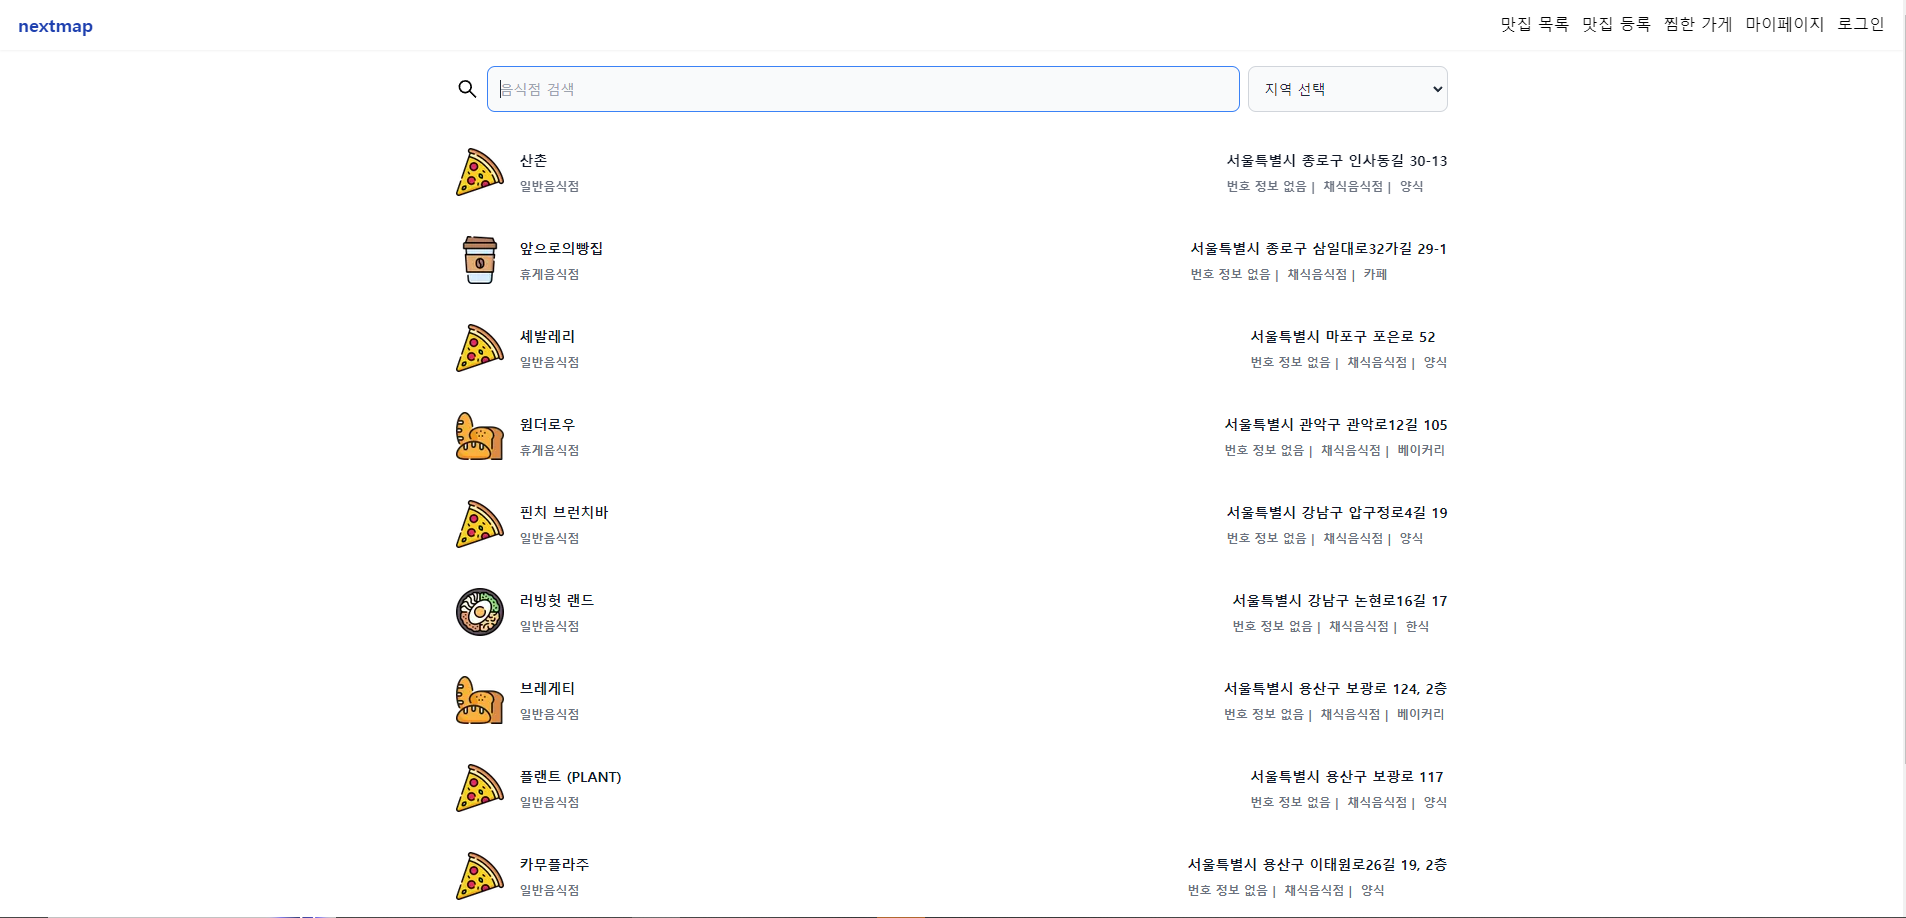 nextmap
맛집 목록 맛집 등록 찜한 가게 마이페이지 로그인
음식점 검색
지역 선택
산촌
일반음식점
서울특별시 종로구 인사동길 30-13
번호 정보 없음 | 채식음식점 | 양식
앞으로의빵집
휴게음식점
서울특별시 종로구 삼일대로32가길 29-1
번호 정보 없음 | 채식음식점 | 카페
셰발레리
일반음식점
서울특별시 마포구 포은로 52
번호 정보 없음 | 채식음식점 | 양식
원더로우
휴게음식점
서울특별시 관악구 관악로12길 105
번호 정보 없음 | 채식음식점 | 베이커리
핀치 브런치바
일반음식점
서울특별시 강남구 압구정로4길 19
번호 정보 없음 | 채식음식점 | 양식
러빙헛 랜드
일반음식점
서울특별시 강남구 논현로16길 17
번호 정보 없음 | 채식음식점 | 한식
브레게티
일반음식점
서울특별시 용산구 보광로 124, 2층
번호 정보 없음 | 채식음식점 | 베이커리
플랜트 (PLANT)
일반음식점
서울특별시 용산구 보광로 117
번호 정보 없음 | 채식음식점 | 양식
카무플라주
일반음식점
서울특별시 용산구 이태원로26길 19, 2층
번호 정보 없음 | 채식음식점 | 양식